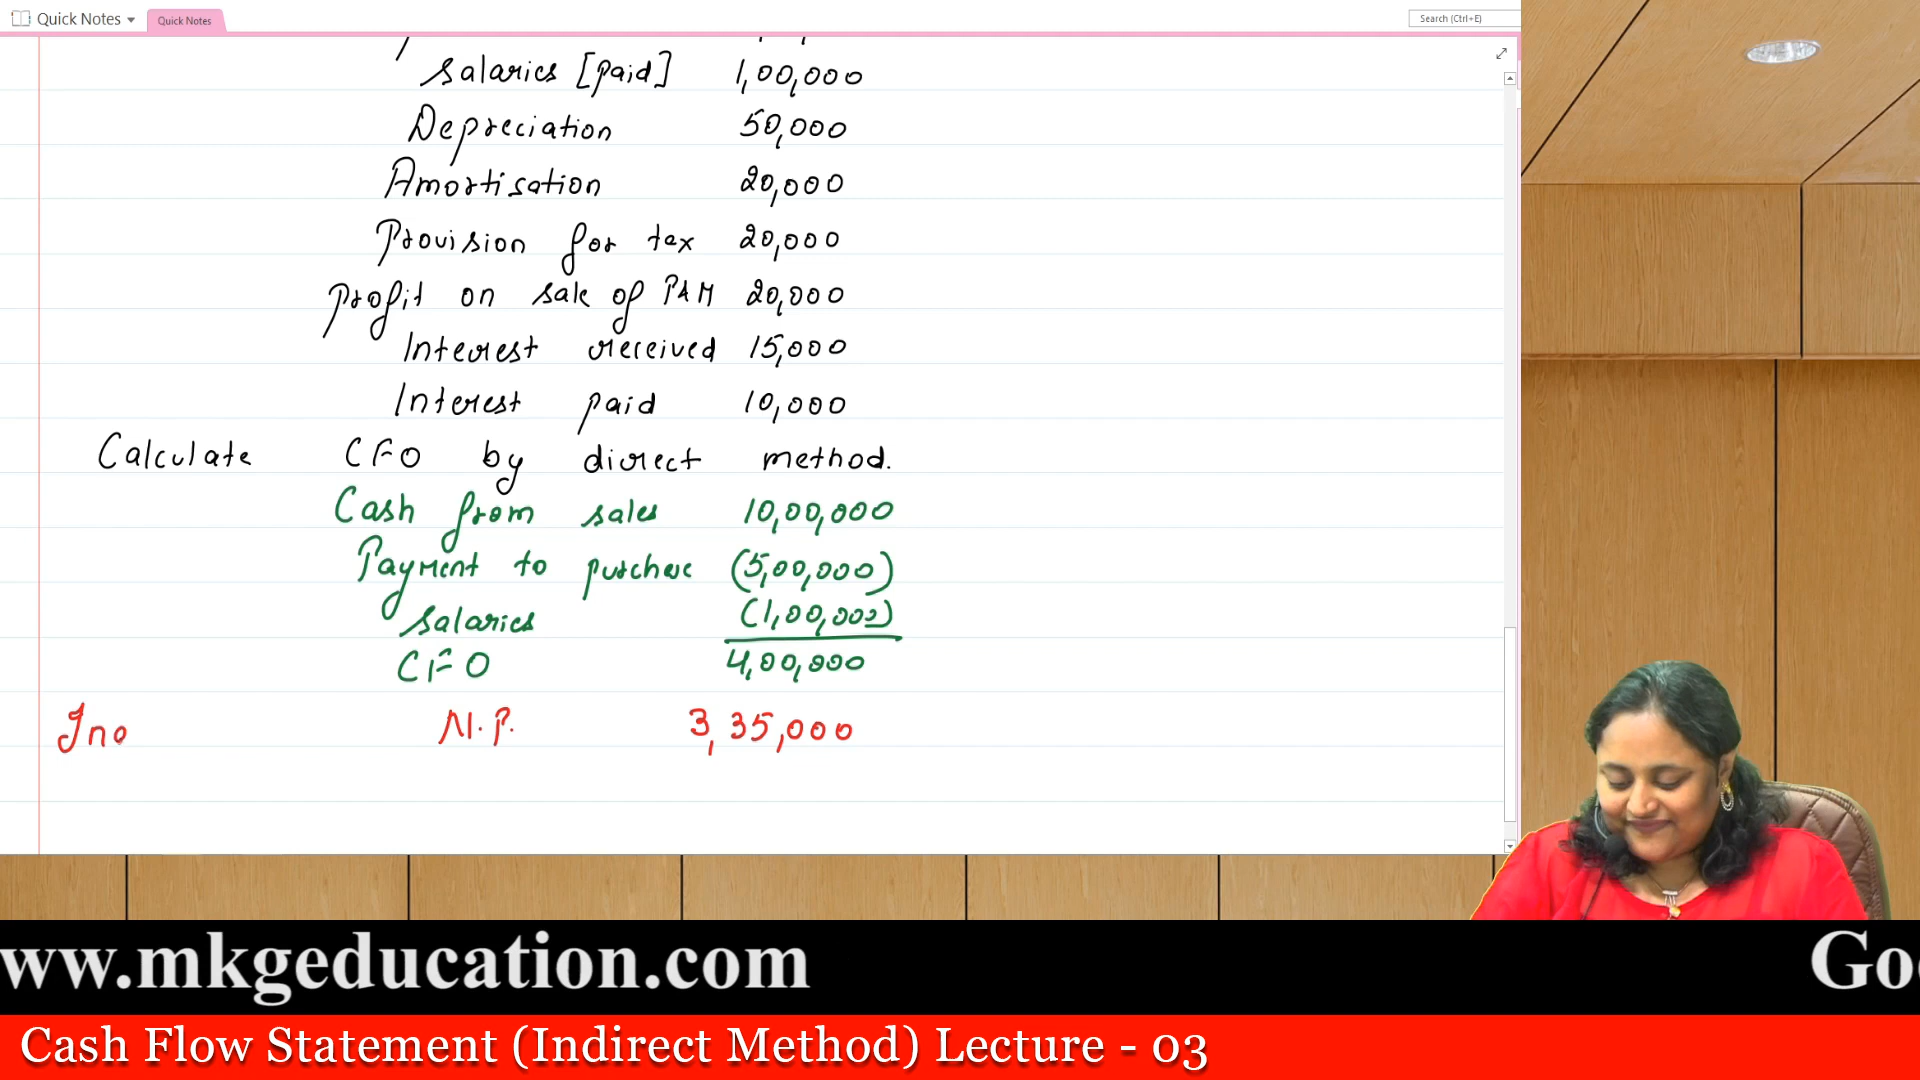 Quick Notes
Quick Notes
Search (Ctrl+E)
salaries [paid] 1,00,000
Depreciation 50,000
Amortisation 20,000
Provision for tax 20,000
Profit on sale of P&M 20,000
Interest received 15,000
Interest paid 10,000
Calculate CFO by direct method.
Cash from sales 10,00,000
Payment to purchase (5,00,000)
salaries (1,00,000)
CFO 4,00,000
Ino N.P. 3,35,000
www.mkgeducation.com
Goo
Cash Flow Statement (Indirect Method) Lecture - 03